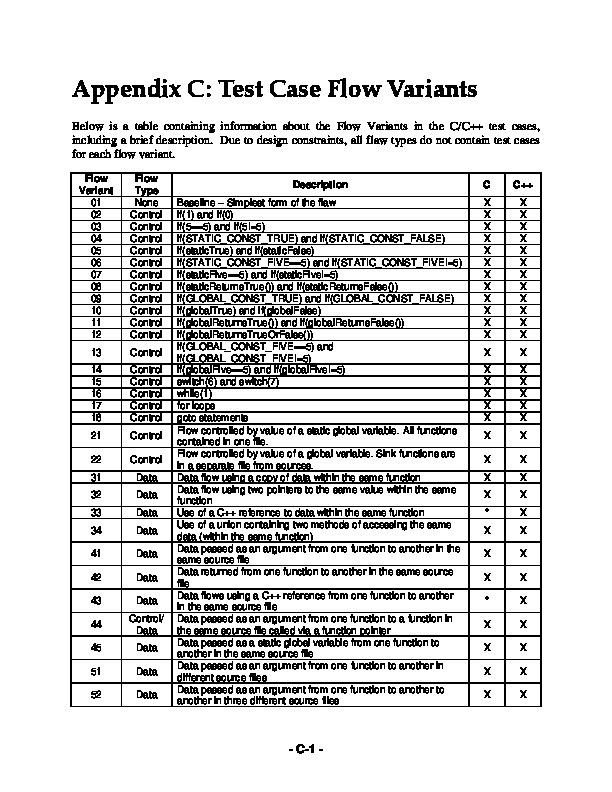 Appendix C: Test Case Flow Variants
Below is a table containing information about the Flow Variants in the C/C++ test cases,
including a brief description. Due to design constraints, all flaw types do not contain test cases
for each flow variant.
Flow Variant Flow Type Description C C++
01 None Baseline – Simplest form of the flaw X X
02 Control if(1) and if(0) X X
03 Control if(5==5) and if(5!=5) X X
04 Control if(STATIC_CONST_TRUE) and if(STATIC_CONST_FALSE) X X
05 Control if(staticTrue) and if(staticFalse) X X
06 Control if(STATIC_CONST_FIVE==5) and if(STATIC_CONST_FIVE!=5) X X
07 Control if(staticFive==5) and if(staticFive!=5) X X
08 Control if(staticReturnsTrue()) and if(staticReturnsFalse()) X X
09 Control if(GLOBAL_CONST_TRUE) and if(GLOBAL_CONST_FALSE) X X
10 Control if(globalTrue) and if(globalFalse) X X
11 Control if(globalReturnsTrue()) and if(globalReturnsFalse()) X X
12 Control if(globalReturnsTrueOrFalse()) X X
13 Control if(GLOBAL_CONST_FIVE==5) and
if(GLOBAL_CONST_FIVE!=5) X X
14 Control if(globalFive==5) and if(globalFive!=5) X X
15 Control switch(6) and switch(7) X X
16 Control while(1) X X
17 Control for loops X X
18 Control goto statements X X
21 Control Flow controlled by value of a static global variable. All functions
contained in one file. X X
22 Control Flow controlled by value of a global variable. Sink functions are
in a separate file from sources. X X
31 Data Data flow using a copy of data within the same function X X
32 Data Data flow using two pointers to the same value within the same
function X X
33 Data Use of a C++ reference to data within the same function * X
34 Data Use of a union containing two methods of accessing the same
data (within the same function) X X
41 Data Data passed as an argument from one function to another in the
same source file X X
42 Data Data returned from one function to another in the same source
file X X
43 Data Data flows using a C++ reference from one function to another
in the same source file * X
44 Control/ Data Data passed as an argument from one function to a function in
the same source file called via a function pointer X X
45 Data Data passed as a static global variable from one function to
another in the same source file X X
51 Data Data passed as an argument from one function to another in
different source files X X
52 Data Data passed as an argument from one function to another to
another in three different source files X X
- C-1 -